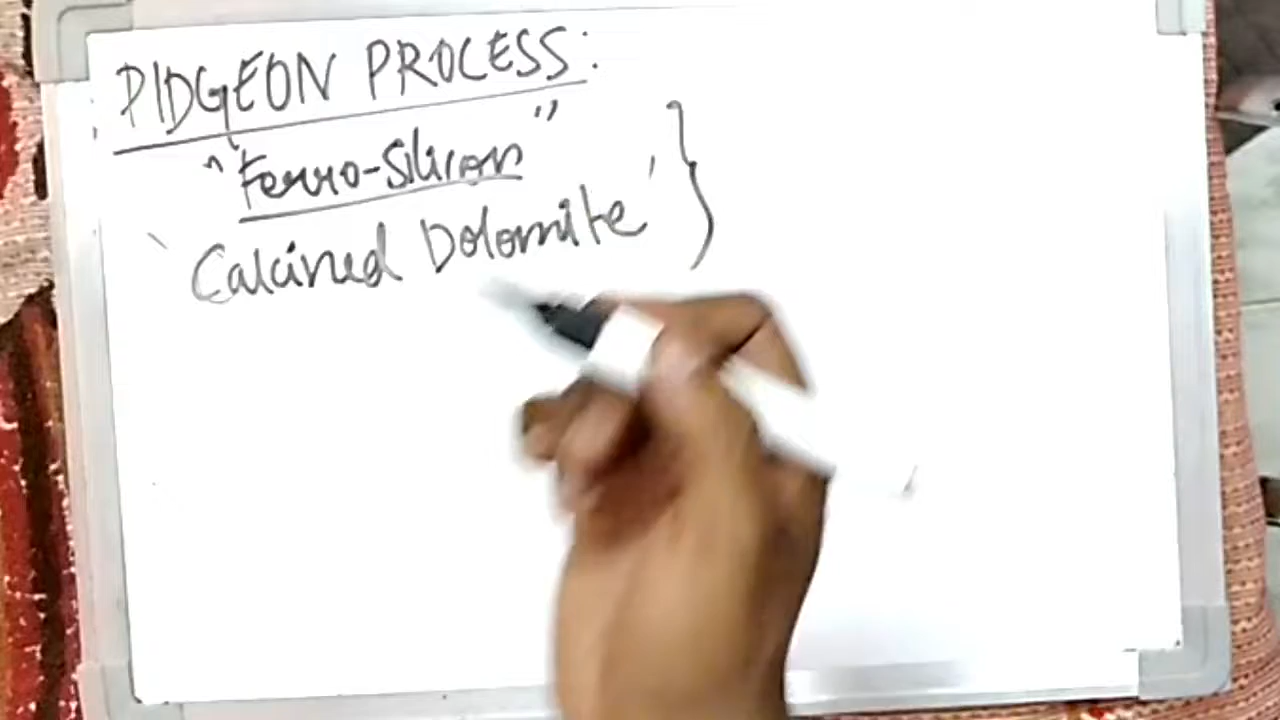 PIDGEON PROCESS:
"Ferro-Silicon"
'Calcined Dolomite' }